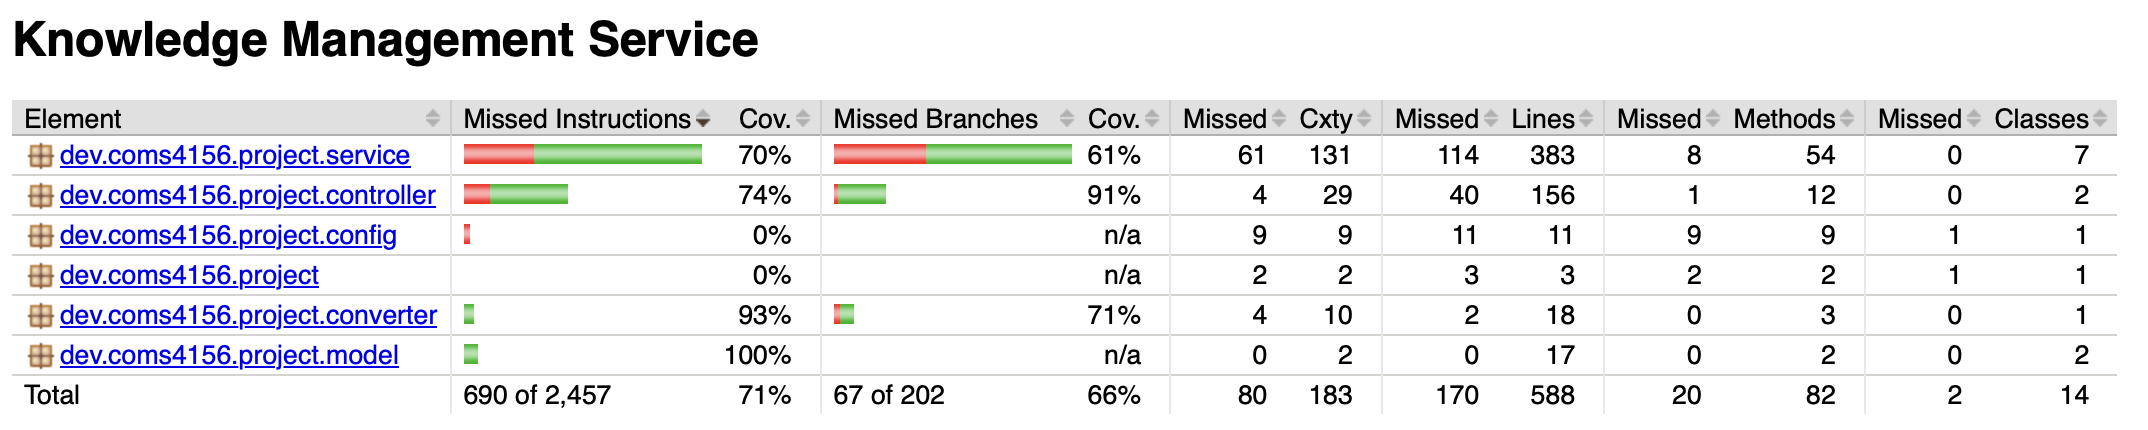 Knowledge Management Service
Element Missed Instructions Cov. Missed Branches Cov. Missed Cxty Missed Lines Missed Methods Missed Classes
dev.coms4156.project.service 70% 61% 61 131 114 383 8 54 0 7
dev.coms4156.project.controller 74% 91% 4 29 40 156 1 12 0 2
dev.coms4156.project.config 0% n/a 9 9 11 11 9 9 1 1
dev.coms4156.project 0% n/a 2 2 3 3 2 2 1 1
dev.coms4156.project.converter 93% 71% 4 10 2 18 0 3 0 1
dev.coms4156.project.model 100% n/a 0 2 0 17 0 2 0 2
Total 690 of 2,457 71% 67 of 202 66% 80 183 170 588 20 82 2 14